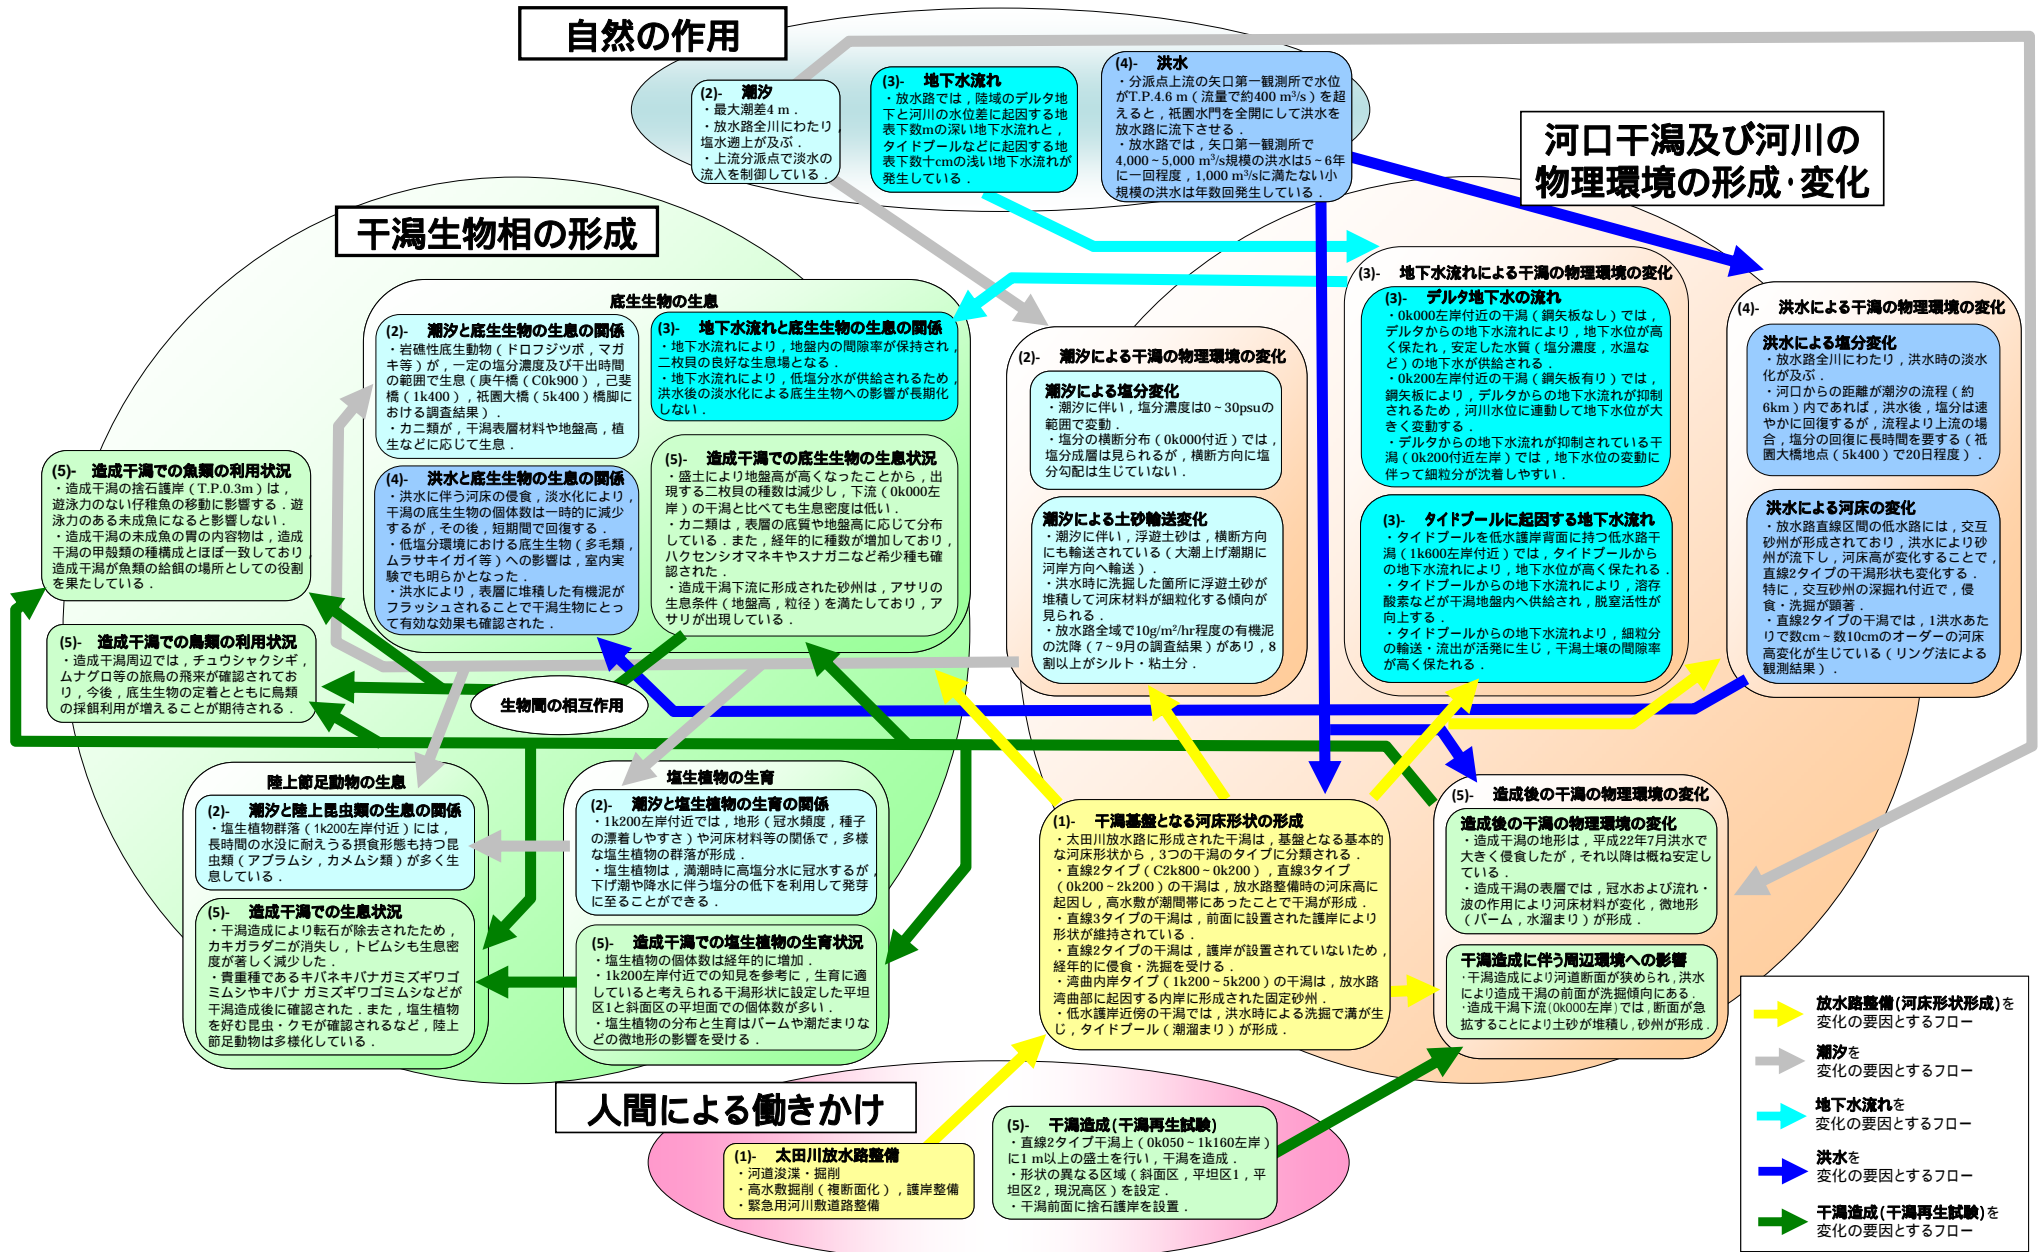 自然の作用
(2)-　潮汐
・最大潮差4 m．
・放水路全川にわたり，
塩水遡上が及ぶ．
・上流分派点で淡水の
流入を制御している．
(3)-　地下水流れ
・放水路では，陸域のデルタ地
下と河川の水位差に起因する地
表下数mの深い地下水流れと，
タイドプールなどに起因する地
表下数十cmの浅い地下水流れが
発生している．
(4)-　洪水
・分派点上流の矢口第一観測所で水位
がT.P.4.6 m（流量で約400 m³/s）を超
えると，祇園水門を全開にして洪水を
放水路に流下させる．
・放水路では，矢口第一観測所で
4,000～5,000 m³/s規模の洪水は5～6年
に一回程度，1,000 m³/sに満たない小
規模の洪水は年数回発生している．
河口干潟及び河川の
物理環境の形成・変化
干潟生物相の形成
底生生物の生息
(2)-　潮汐と底生生物の生息の関係
・岩礁性底生動物（ドロフジツボ，マガ
キ等）が，一定の塩分濃度及び干出時間
の範囲で生息（庚午橋（C0k900），己斐
橋（1k400），祇園大橋（5k400）橋脚に
おける調査結果）．
・カニ類が，干潟表層材料や地盤高，植
生などに応じて生息．
(3)-　地下水流れと底生生物の生息の関係
・地下水流れにより，地盤内の間隙率が保持され，
二枚貝の良好な生息場となる．
・地下水流れにより，低塩分水が供給されるため，
洪水後の淡水化による底生生物への影響が長期化
しない．
(4)-　洪水と底生生物の生息の関係
・洪水に伴う河床の侵食，淡水化により，
干潟の底生生物の個体数は一時的に減少
するが，その後，短期間で回復する．
・低塩分環境における底生生物（多毛類，
ムラサキイガイ等）への影響は，室内実
験でも明らかとなった．
・洪水により，表層に堆積した有機泥が
フラッシュされることで干潟生物にとっ
て有効な効果も確認された．
(5)-　造成干潟での底生生物の生息状況
・盛土により地盤高が高くなったことから，出
現する二枚貝の種数は減少し，下流（0k000左
岸）の干潟と比べても生息密度は低い．
・カニ類は，表層の底質や地盤高に応じて分布
している．また，経年的に種数が増加しており，
ハクセンシオマネキやスナガニなど希少種も確
認された．
・造成干潟下流に形成された砂州は，アサリの
生息条件（地盤高，粒径）を満たしており，ア
サリが出現している．
(5)-　造成干潟での魚類の利用状況
・造成干潟の捨石護岸（T.P.0.3m）は，
遊泳力のない仔稚魚の移動に影響する．遊
泳力のある未成魚になると影響しない．
・造成干潟の未成魚の胃の内容物は，造成
干潟の甲殻類の種構成とほぼ一致しており，
造成干潟が魚類の給餌の場所としての役割
を果たしている．
(5)-　造成干潟での鳥類の利用状況
・造成干潟周辺では，チュウシャクシギ，
ムナグロ等の旅鳥の飛来が確認されてお
り，今後，底生生物の定着とともに鳥類
の採餌利用が増えることが期待される．
生物間の相互作用
陸上節足動物の生息
(2)-　潮汐と陸上昆虫類の生息の関係
・塩生植物群落（1k200左岸付近）には，
長時間の水没に耐えうる摂食形態も持つ昆
虫類（アブラムシ，カメムシ類）が多く生
息している．
(5)-　造成干潟での生息状況
・干潟造成により転石が除去されたため，
カキガラダニが消失し，トビムシも生息密
度が著しく減少した．
・貴重種であるキバネキバナガミズギワゴ
ミムシやキバナガミズギワゴミムシなどが
干潟造成後に確認された．また，塩生植物
を好む昆虫・クモが確認されるなど，陸上
節足動物は多様化している．
塩生植物の生育
(2)-　潮汐と塩生植物の生育の関係
・1k200左岸付近では，地形（冠水頻度，種子
の漂着しやすさ）や河床材料等の関係で，多様
な塩生植物の群落が形成．
・塩生植物は，満潮時に高塩分水に冠水するが，
下げ潮や降水に伴う塩分の低下を利用して発芽
に至ることができる．
(5)-　造成干潟での塩生植物の生育状況
・塩生植物の個体数は経年的に増加．
・1k200左岸付近での知見を参考に，生育に適
していると考えられる干潟形状に設定した平坦
区1と斜面区の平坦面での個体数が多い．
・塩生植物の分布と生育はバームや潮だまりな
どの微地形の影響を受ける．
(2)-　潮汐による干潟の物理環境の変化
潮汐による塩分変化
・潮汐に伴い，塩分濃度は0～30psuの
範囲で変動．
・塩分の横断分布（0k000付近）では，
塩分成層は見られるが，横断方向に塩
分勾配は生じていない．
潮汐による土砂輸送変化
・潮汐に伴い，浮遊土砂は，横断方向
にも輸送されている（大潮上げ潮期に
河岸方向へ輸送）．
・洪水時に洗掘した箇所に浮遊土砂が
堆積して河床材料が細粒化する傾向が
見られる．
・放水路全域で10g/m²/hr程度の有機泥
の沈降（7～9月の調査結果）があり，8
割以上がシルト・粘土分．
(3)-　地下水流れによる干潟の物理環境の変化
(3)-　デルタ地下水の流れ
・0k000左岸付近の干潟（鋼矢板なし）では，
デルタからの地下水流れにより，地下水位が高
く保たれ，安定した水質（塩分濃度，水温な
ど）の地下水が供給される．
・0k200左岸付近の干潟（鋼矢板有り）では，
鋼矢板により，デルタからの地下水流れが抑制
されるため，河川水位に連動して地下水位が大
きく変動する．
・デルタからの地下水流れが抑制されている干
潟（0k200付近左岸）では，地下水位の変動に
伴って細粒分が沈着しやすい．
(3)-　タイドプールに起因する地下水流れ
・タイドプールを低水護岸背面に持つ低水路干
潟（1k600左岸付近）では，タイドプールから
の地下水流れにより，地下水位が高く保たれる．
・タイドプールからの地下水流れにより，溶存
酸素などが干潟地盤内へ供給され，脱窒活性が
向上する．
・タイドプールからの地下水流れより，細粒分
の輸送・流出が活発に生じ，干潟土壌の間隙率
が高く保たれる．
(4)-　洪水による干潟の物理環境の変化
洪水による塩分変化
・放水路全川にわたり，洪水時の淡水
化が及ぶ．
・河口からの距離が潮汐の流程（約
6km）内であれば，洪水後，塩分は速
やかに回復するが，流程より上流の場
合，塩分の回復に長時間を要する（祇
園大橋地点（5k400）で20日程度）．
洪水による河床の変化
・放水路直線区間の低水路には，交互
砂州が形成されており，洪水により砂
州が流下し，河床高が変化することで，
直線2タイプの干潟形状も変化する．
特に，交互砂州の深掘れ付近で，侵
食・洗掘が顕著．
・直線2タイプの干潟では，1洪水あた
りで数cm～数10cmのオーダーの河床
高変化が生じている（リング法による
観測結果）．
(1)-　干潟基盤となる河床形状の形成
・太田川放水路に形成された干潟は，基盤となる基本的
な河床形状から，3つの干潟のタイプに分類される．
・直線2タイプ（C2k800～0k200），直線3タイプ
（0k200～2k200）の干潟は，放水路整備時の河床高に
起因し，高水敷が潮間帯にあったことで干潟が形成．
・直線3タイプの干潟は，前面に設置された護岸により
形状が維持されている．
・直線2タイプの干潟は，護岸が設置されていないため，
経年的に侵食・洗掘を受ける．
・湾曲内岸タイプ（1k200～5k200）の干潟は，放水路
湾曲部に起因する内岸に形成された固定砂州．
・低水護岸近傍の干潟では，洪水時による洗掘で溝が生
じ，タイドプール（潮溜まり）が形成．
(5)-　造成後の干潟の物理環境の変化
造成後の干潟の物理環境の変化
・造成干潟の地形は，平成22年7月洪水で
大きく侵食したが，それ以降は概ね安定し
ている．
・造成干潟の表層では，冠水および流れ・
波の作用により河床材料が変化，微地形
（バーム，水溜まり）が形成．
干潟造成に伴う周辺環境への影響
・干潟造成により河道断面が狭められ，洪水
により造成干潟の前面が洗掘傾向にある．
・造成干潟下流（0k000左岸）では，断面が急
拡することにより土砂が堆積し，砂州が形成．
人間による働きかけ
(1)-　太田川放水路整備
・河道浚渫・掘削
・高水敷掘削（複断面化），護岸整備
・緊急用河川敷道路整備
(5)-　干潟造成(干潟再生試験)
・直線2タイプ干潟上（0k050～1k160左岸）
に1 m以上の盛土を行い，干潟を造成．
・形状の異なる区域（斜面区，平坦区1，平
坦区2，現況高区）を設定．
・干潟前面に捨石護岸を設置．
放水路整備(河床形状形成)を
変化の要因とするフロー
潮汐を
変化の要因とするフロー
地下水流れを
変化の要因とするフロー
洪水を
変化の要因とするフロー
干潟造成(干潟再生試験)を
変化の要因とするフロー